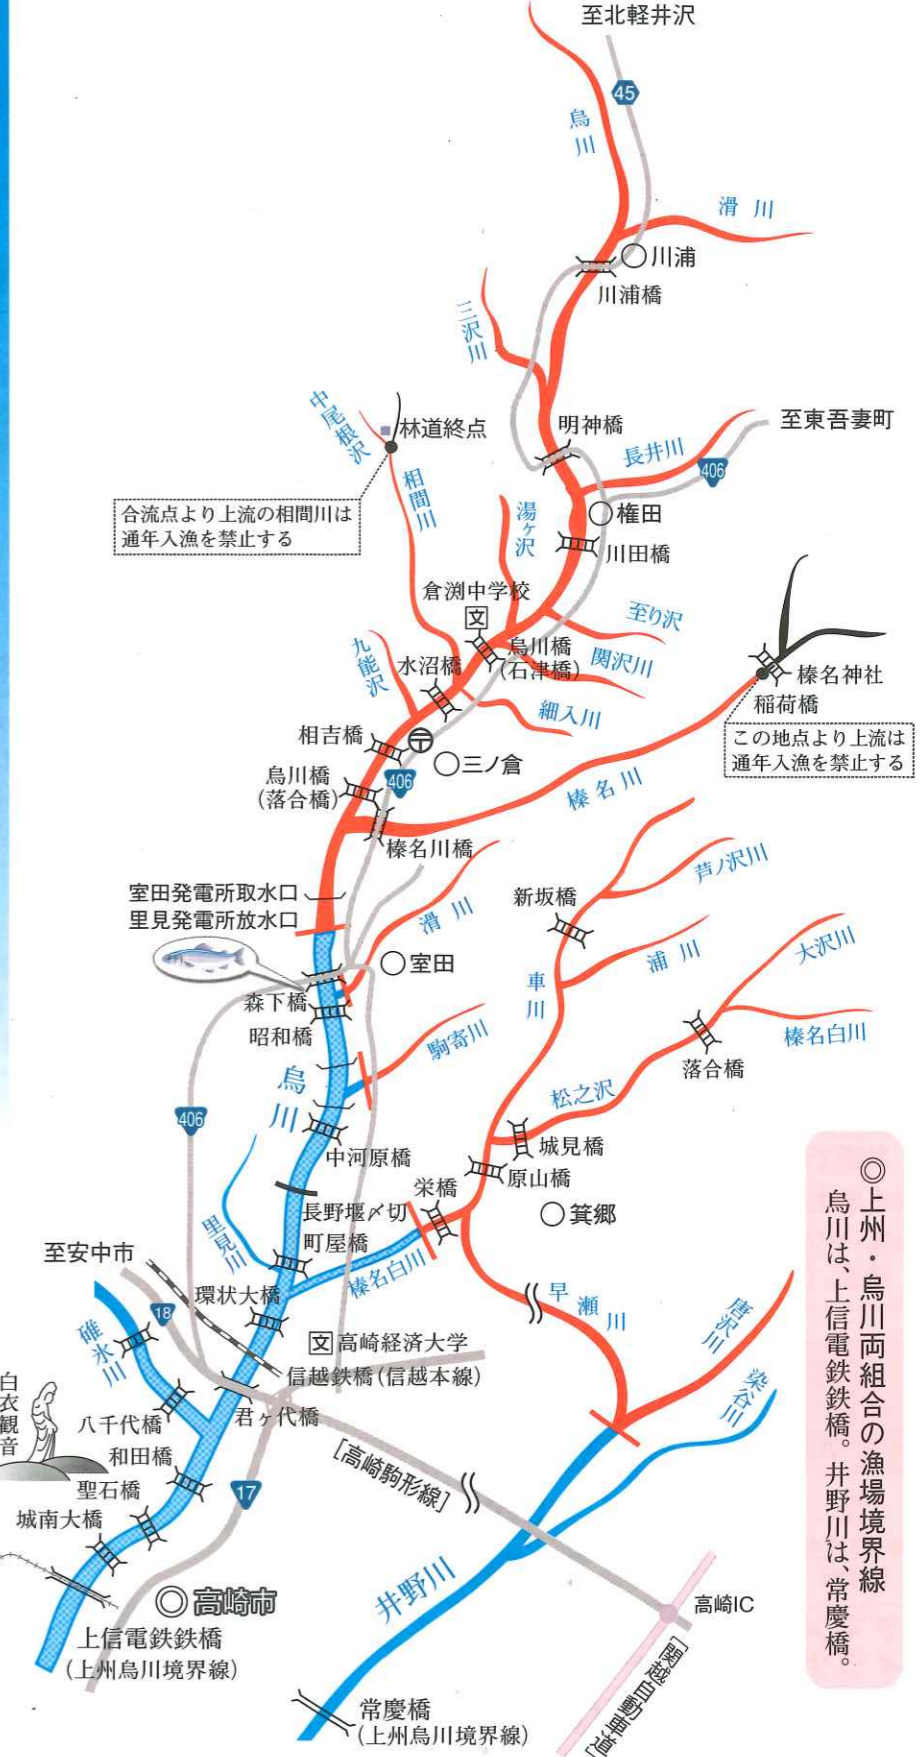 至北軽井沢
45
烏川
滑川
川浦
川浦橋
三沢川
中尾根沢
林道終点
相間川
明神橋
至東吾妻町
長井川
406
合流点より上流の相間川は
通年入漁を禁止する
湯ヶ沢
権田
川田橋
倉渕中学校
文
至り沢
九能沢
水沼橋
烏川橋
(石津橋)
関沢川
榛名神社
稲荷橋
細入川
この地点より上流は
通年入漁を禁止する
相吉橋
三ノ倉
烏川橋
(落合橋)
406
榛名川
榛名川橋
芦ノ沢川
室田発電所取水口
里見発電所放水口
滑川
新坂橋
大沢川
浦川
室田
車川
森下橋
昭和橋
駒寄川
榛名白川
落合橋
烏川
松之沢
406
中河原橋
城見橋
原山橋
長野堰〆切
栄橋
箕郷
里見川
町屋橋
榛名白川
至安中市
環状大橋
早瀬川
唐沢川
18
碓氷川
文
高崎経済大学
信越鉄橋(信越本線)
染谷川
白衣観音
君ヶ代橋
八千代橋
和田橋
[高崎駒形線]
聖石橋
17
城南大橋
井野川
高崎市
高崎IC
上信電鉄鉄橋
(上州烏川境界線)
[関越自動車道]
常慶橋
(上州烏川境界線)
◎上州・烏川両組合の漁場境界線
烏川は、上信電鉄鉄橋。井野川は、常慶橋。